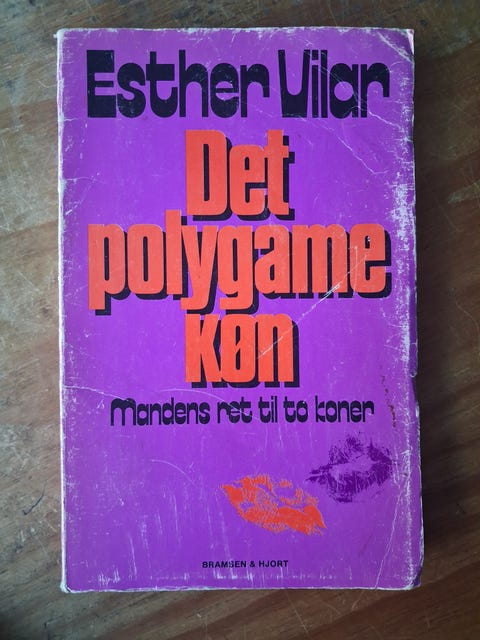 Esther Vilar
Det
polygame
køn
Mandens ret til to koner
BRAMSEN & HJORT